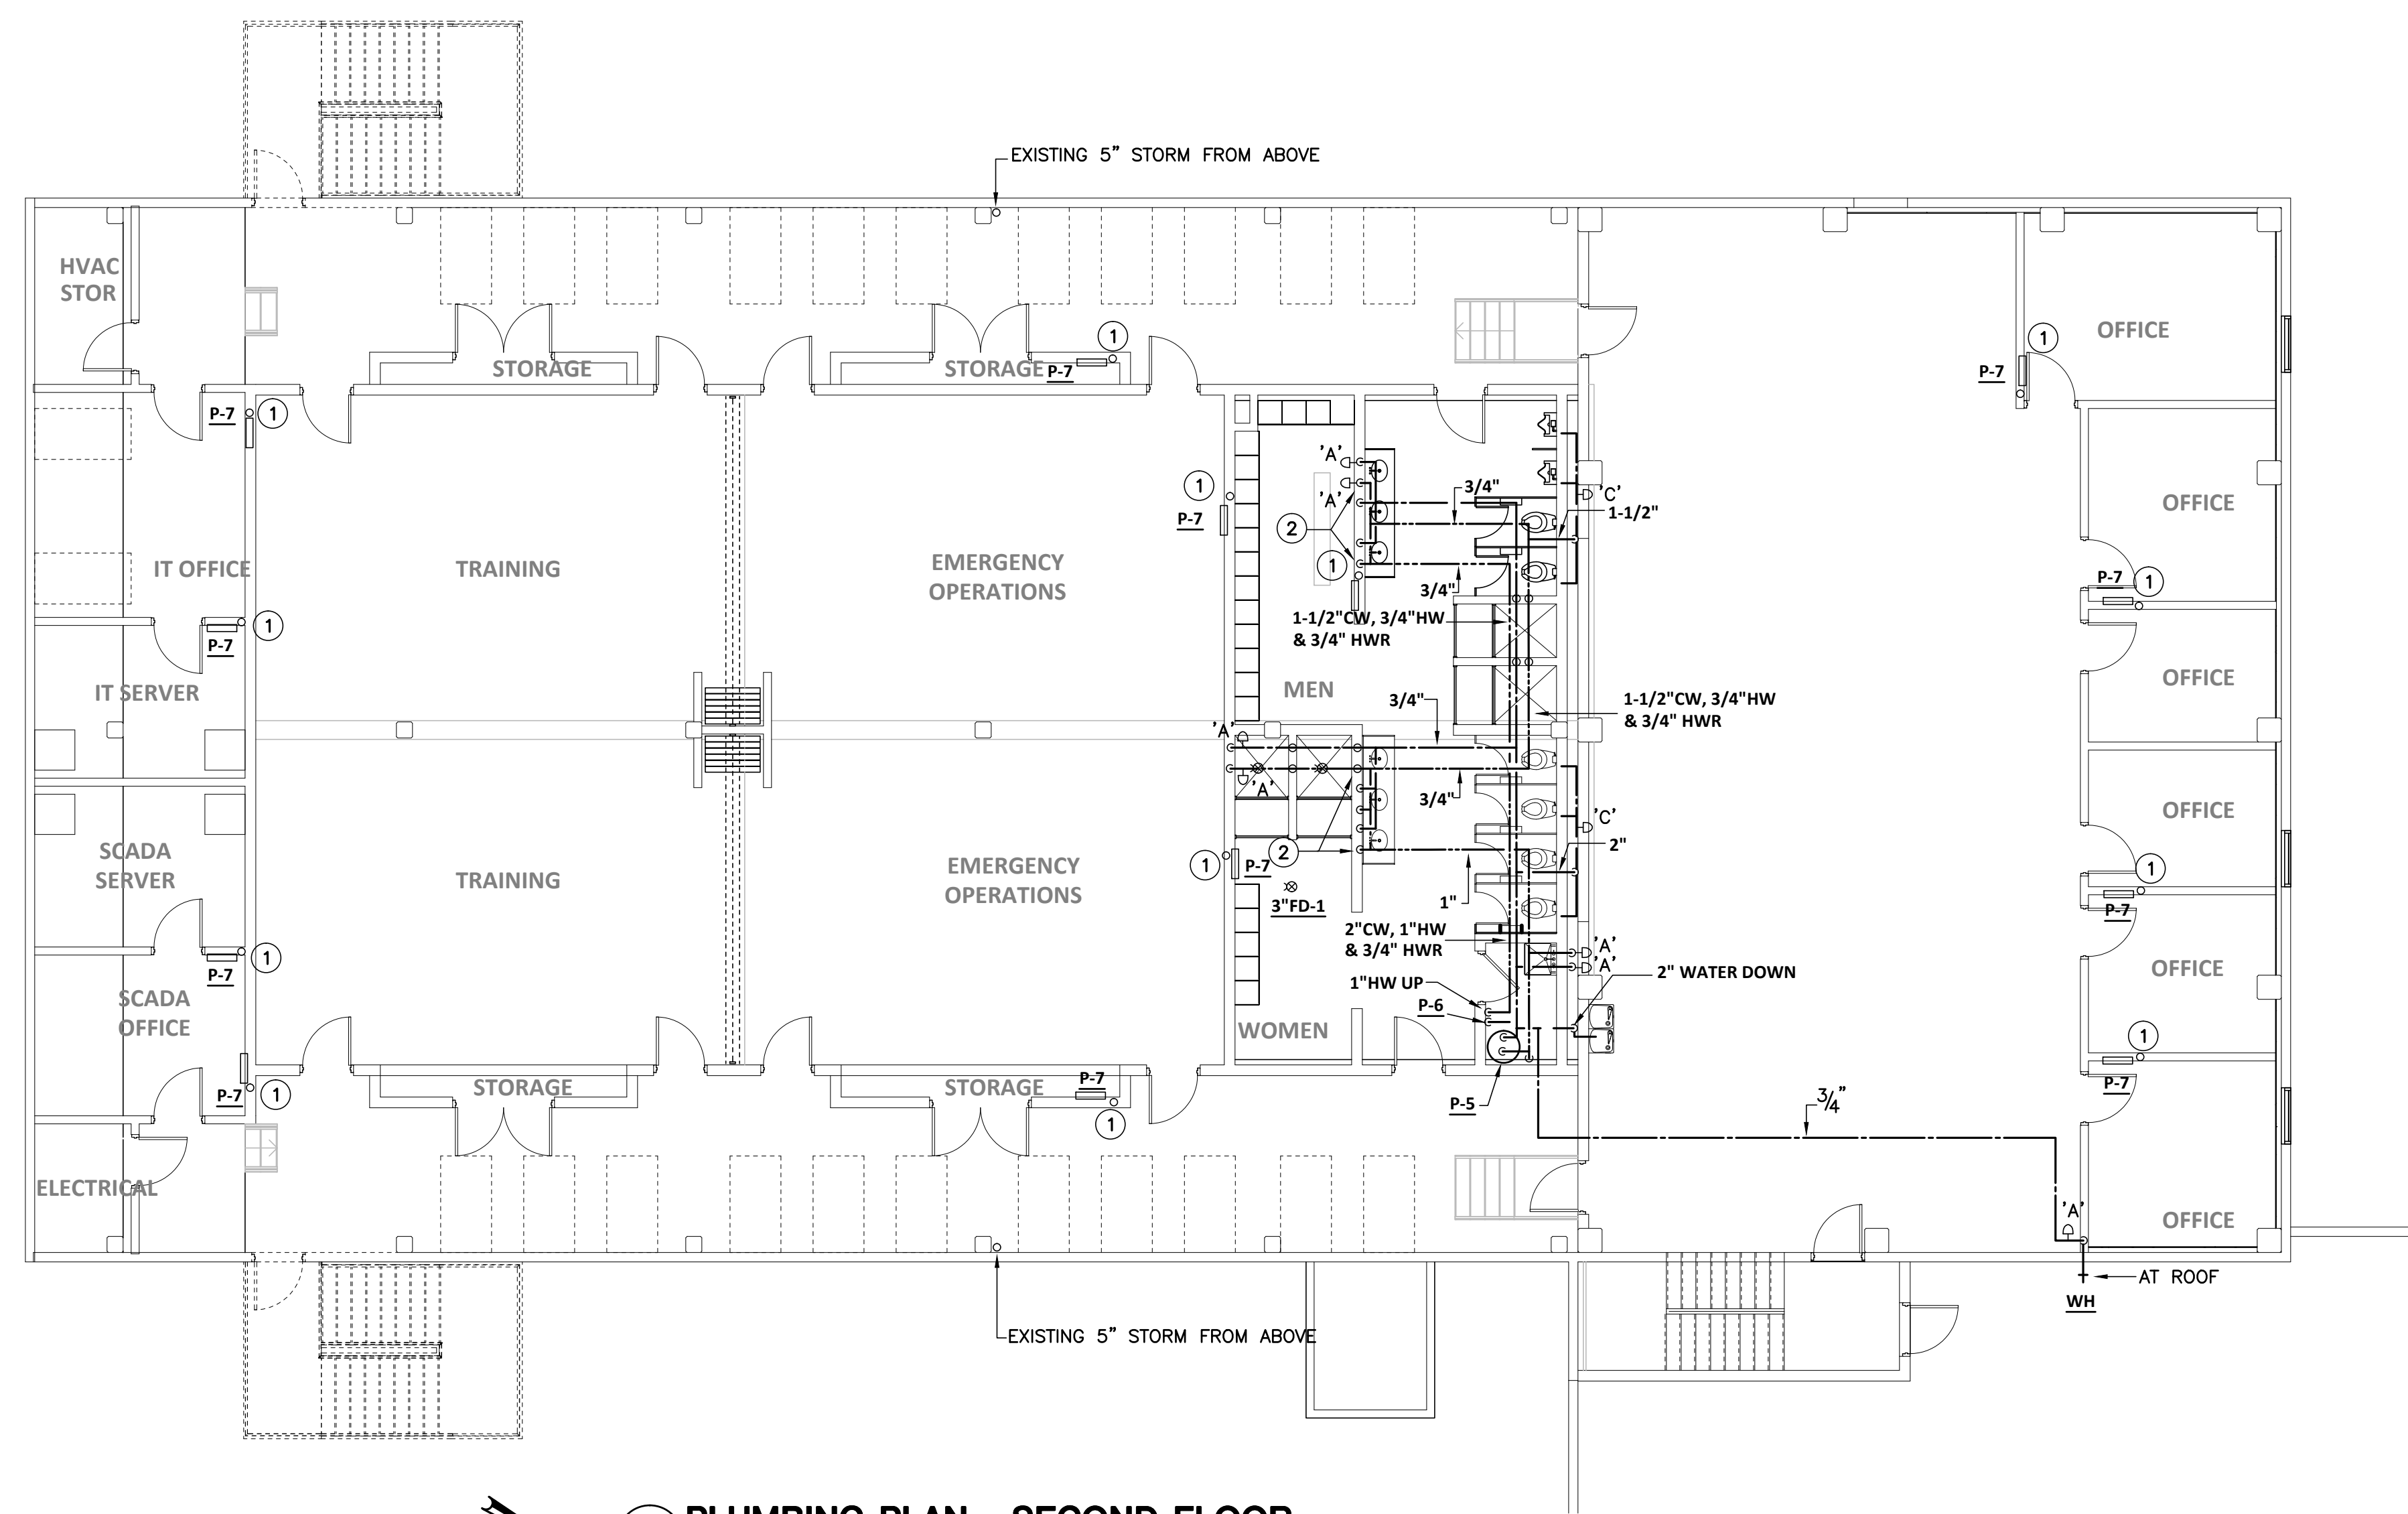 EXISTING 5” STORM FROM ABOVE
HVAC
STOR
OFFICE
1
1
STORAGE
STORAGE
P-7
P-7
P-7
1
'A'
'A'
3/4"
'C'
1-1/2"
OFFICE
1
P-7
2
IT OFFICE
TRAINING
EMERGENCY
OPERATIONS
1
3/4"
P-7
1
1-1/2"CW, 3/4"HW
& 3/4" HWR
1
P-7
IT SERVER
MEN
3/4"
1-1/2"CW, 3/4"HW
& 3/4" HWR
OFFICE
'A'
'A'
3/4"
OFFICE
'C'
2"
SCADA
SERVER
TRAINING
EMERGENCY
OPERATIONS
1
P-7
2
1
3"FD-1
1"
P-7
2"CW, 1"HW
& 3/4" HWR
'A'
'A'
1
P-7
1"HW UP
2" WATER DOWN
OFFICE
SCADA
OFFICE
P-6
WOMEN
1
P-7
P-7
1
STORAGE
STORAGE
P-7
1
P-5
3/4”
ELECTRICAL
'A'
OFFICE
AT ROOF
WH
EXISTING 5” STORM FROM ABOVE
PLUMBING PLAN - SECOND FLOOR